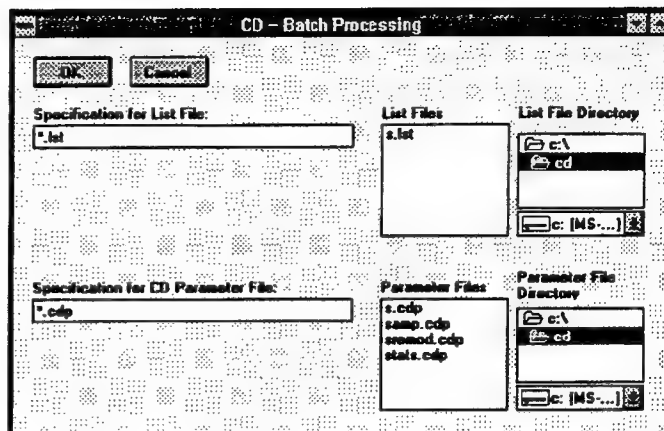 CD – Batch Processing
OK
Cancel
Specification for List File:
*.lst
List Files
s.lst
List File Directory
c:\
cd
c: [MS-...]
Specification for CD Parameter File:
*.cdp
Parameter Files
s.cdp
samp.cdp
sremod.cdp
stats.cdp
Parameter File
Directory
c:\
cd
c: [MS-...]